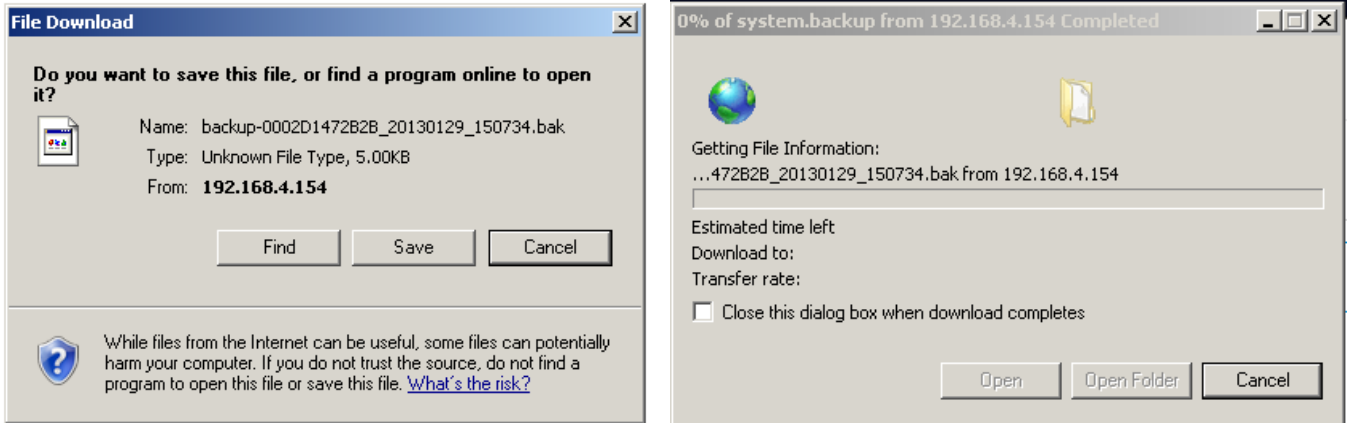 File Download
Do you want to save this file, or find a program online to open
it?
Name: backup-0002D1472B2B_20130129_150734.bak
Type: Unknown File Type, 5.00KB
From: 192.168.4.154
Find Save Cancel
While files from the Internet can be useful, some files can potentially
harm your computer. If you do not trust the source, do not find a
program to open this file or save this file. What's the risk?
0% of system.backup from 192.168.4.154 Completed
Getting File Information:
...472B2B_20130129_150734.bak from 192.168.4.154
Estimated time left
Download to:
Transfer rate:
Close this dialog box when download completes
Open Open Folder Cancel